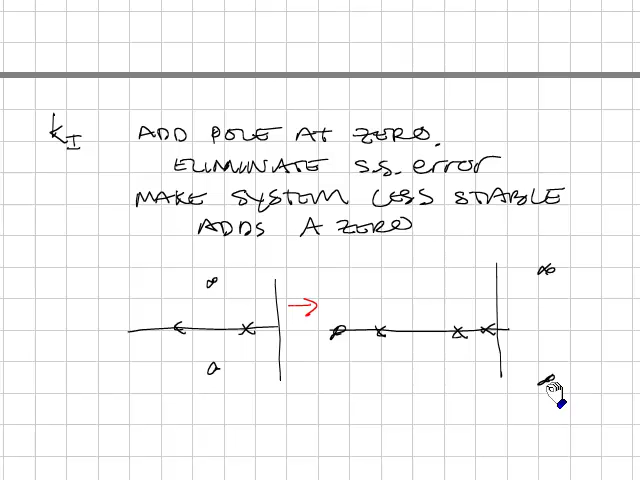 KI ADD POLE AT ZERO.
ELIMINATE S.S. error
MAKE SYSTEM LESS STABLE
ADDS A ZERO